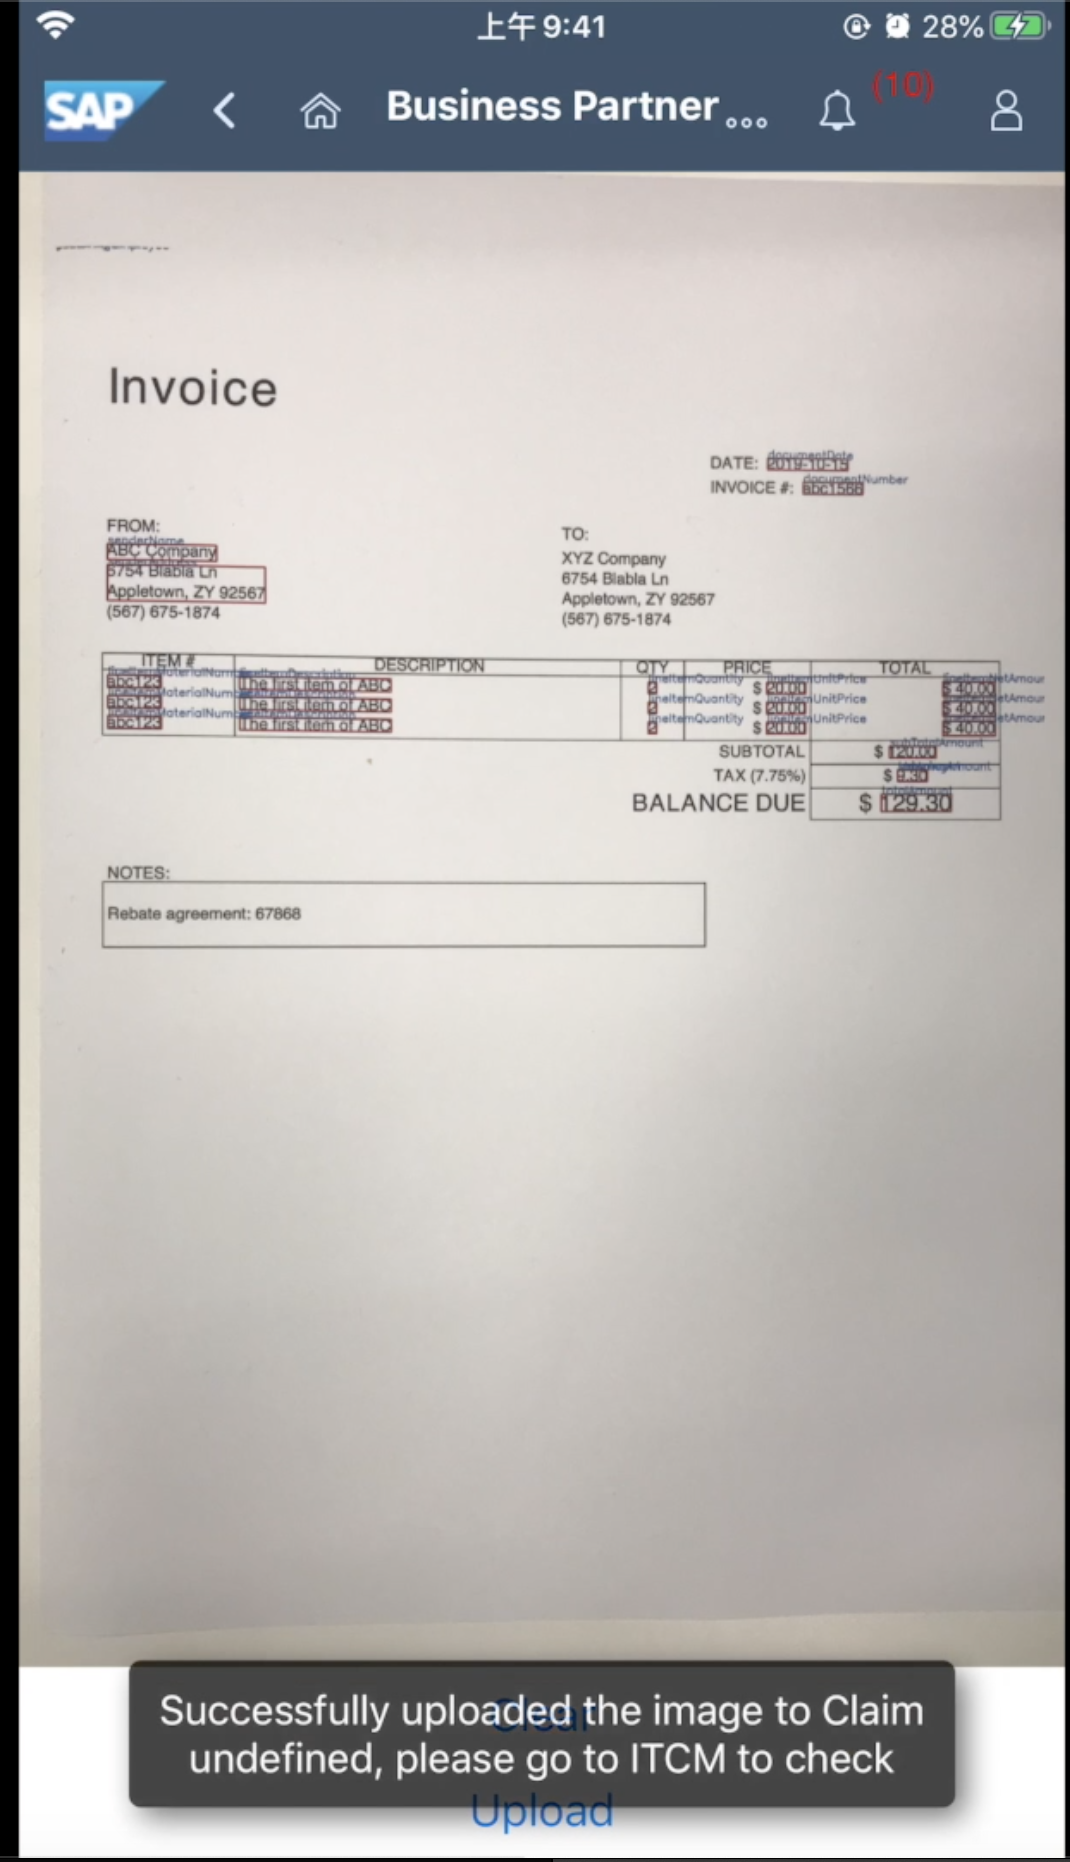 上午 9:41
28%
SAP
Business Partner
(10)
Invoice
DATE: documentDate
2019-10-15
INVOICE #: documentNumber
abc1566
FROM:
senderName
ABC Company
Blabla Ln
Appletown, ZY 92567
(567) 675-1874
TO:
XYZ Company
6754 Blabla Ln
Appletown, ZY 92567
(567) 675-1874
ITEM # DESCRIPTION QTY PRICE TOTAL
abc123 The first item of ABC 2 $ 20.00 $ 40.00
abc123 The first item of ABC 2 $ 20.00 $ 40.00
abc123 The first item of ABC 2 $ 20.00 $ 40.00
SUBTOTAL $ 120.00
TAX (7.75%) $ 9.30
BALANCE DUE $ 129.30
NOTES:
Rebate agreement: 67868
Clear
Successfully uploaded the image to Claim
undefined, please go to ITCM to check
Upload